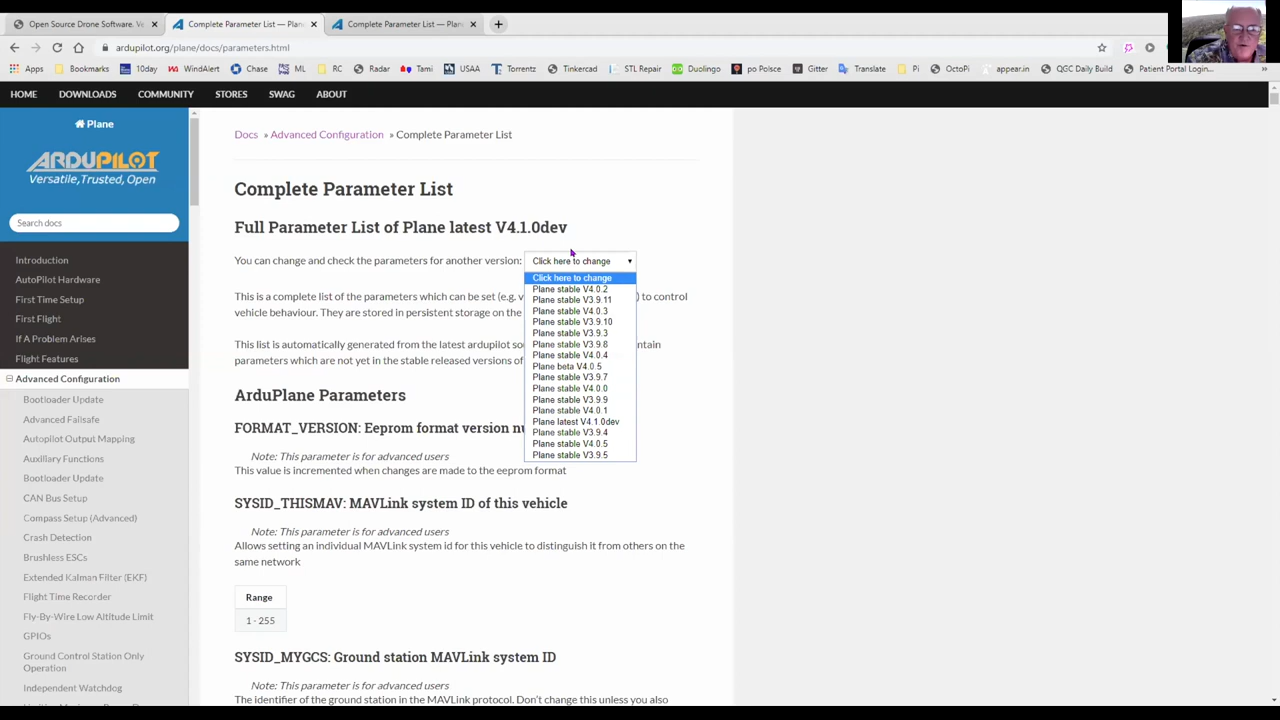 Open Source Drone Software. Ve
Complete Parameter List — Plane
Complete Parameter List — Plane
ardupilot.org/plane/docs/parameters.html
Apps Bookmarks 10day WindAlert Chase ML RC Radar Tami USAA Torrentz Tinkercad STL Repair Duolingo po Polsce Gitter Translate Pi OctoPi appear.in QGC Daily Build Patient Portal Login...
HOME DOWNLOADS COMMUNITY STORES SWAG ABOUT
Plane
ARDUPILOT
Versatile,Trusted, Open
Search docs
Introduction
AutoPilot Hardware
First Time Setup
First Flight
If A Problem Arises
Flight Features
Advanced Configuration
Bootloader Update
Advanced Failsafe
Autopilot Output Mapping
Auxiliary Functions
Bootloader Update
CAN Bus Setup
Compass Setup (Advanced)
Crash Detection
Brushless ESCs
Extended Kalman Filter (EKF)
Flight Time Recorder
Fly-By-Wire Low Altitude Limit
GPIOs
Ground Control Station Only
Operation
Independent Watchdog
Docs » Advanced Configuration » Complete Parameter List
Complete Parameter List
Full Parameter List of Plane latest V4.1.0dev
You can change and check the parameters for another version: Click here to change
Click here to change
Plane stable V4.0.2
Plane stable V3.9.11
Plane stable V4.0.3
Plane stable V3.9.10
Plane stable V3.9.3
Plane stable V3.9.8
Plane stable V4.0.4
Plane beta V4.0.5
Plane stable V3.9.7
Plane stable V4.0.0
Plane stable V3.9.9
Plane stable V4.0.1
Plane latest V4.1.0dev
Plane stable V3.9.4
Plane stable V4.0.5
Plane stable V3.9.5
This is a complete list of the parameters which can be set (e.g. v ) to control
vehicle behaviour. They are stored in persistent storage on the
This list is automatically generated from the latest ardupilot sou ntain
parameters which are not yet in the stable released versions of
ArduPlane Parameters
FORMAT_VERSION: Eeprom format version nu
Note: This parameter is for advanced users
This value is incremented when changes are made to the eeprom format
SYSID_THISMAV: MAVLink system ID of this vehicle
Note: This parameter is for advanced users
Allows setting an individual MAVLink system id for this vehicle to distinguish it from others on the
same network
Range
1 - 255
SYSID_MYGCS: Ground station MAVLink system ID
Note: This parameter is for advanced users
The identifier of the ground station in the MAVLink protocol. Don't change this unless you also